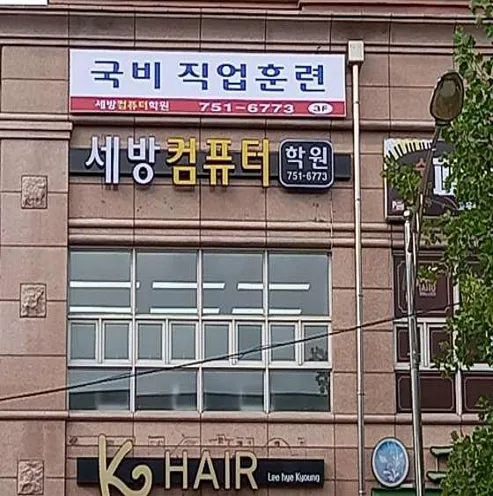 국비 직업훈련
세방컴퓨터학원 751-6773 3F
세방컴퓨터 학원
751-6773
K HAIR Lee hye Kyoung